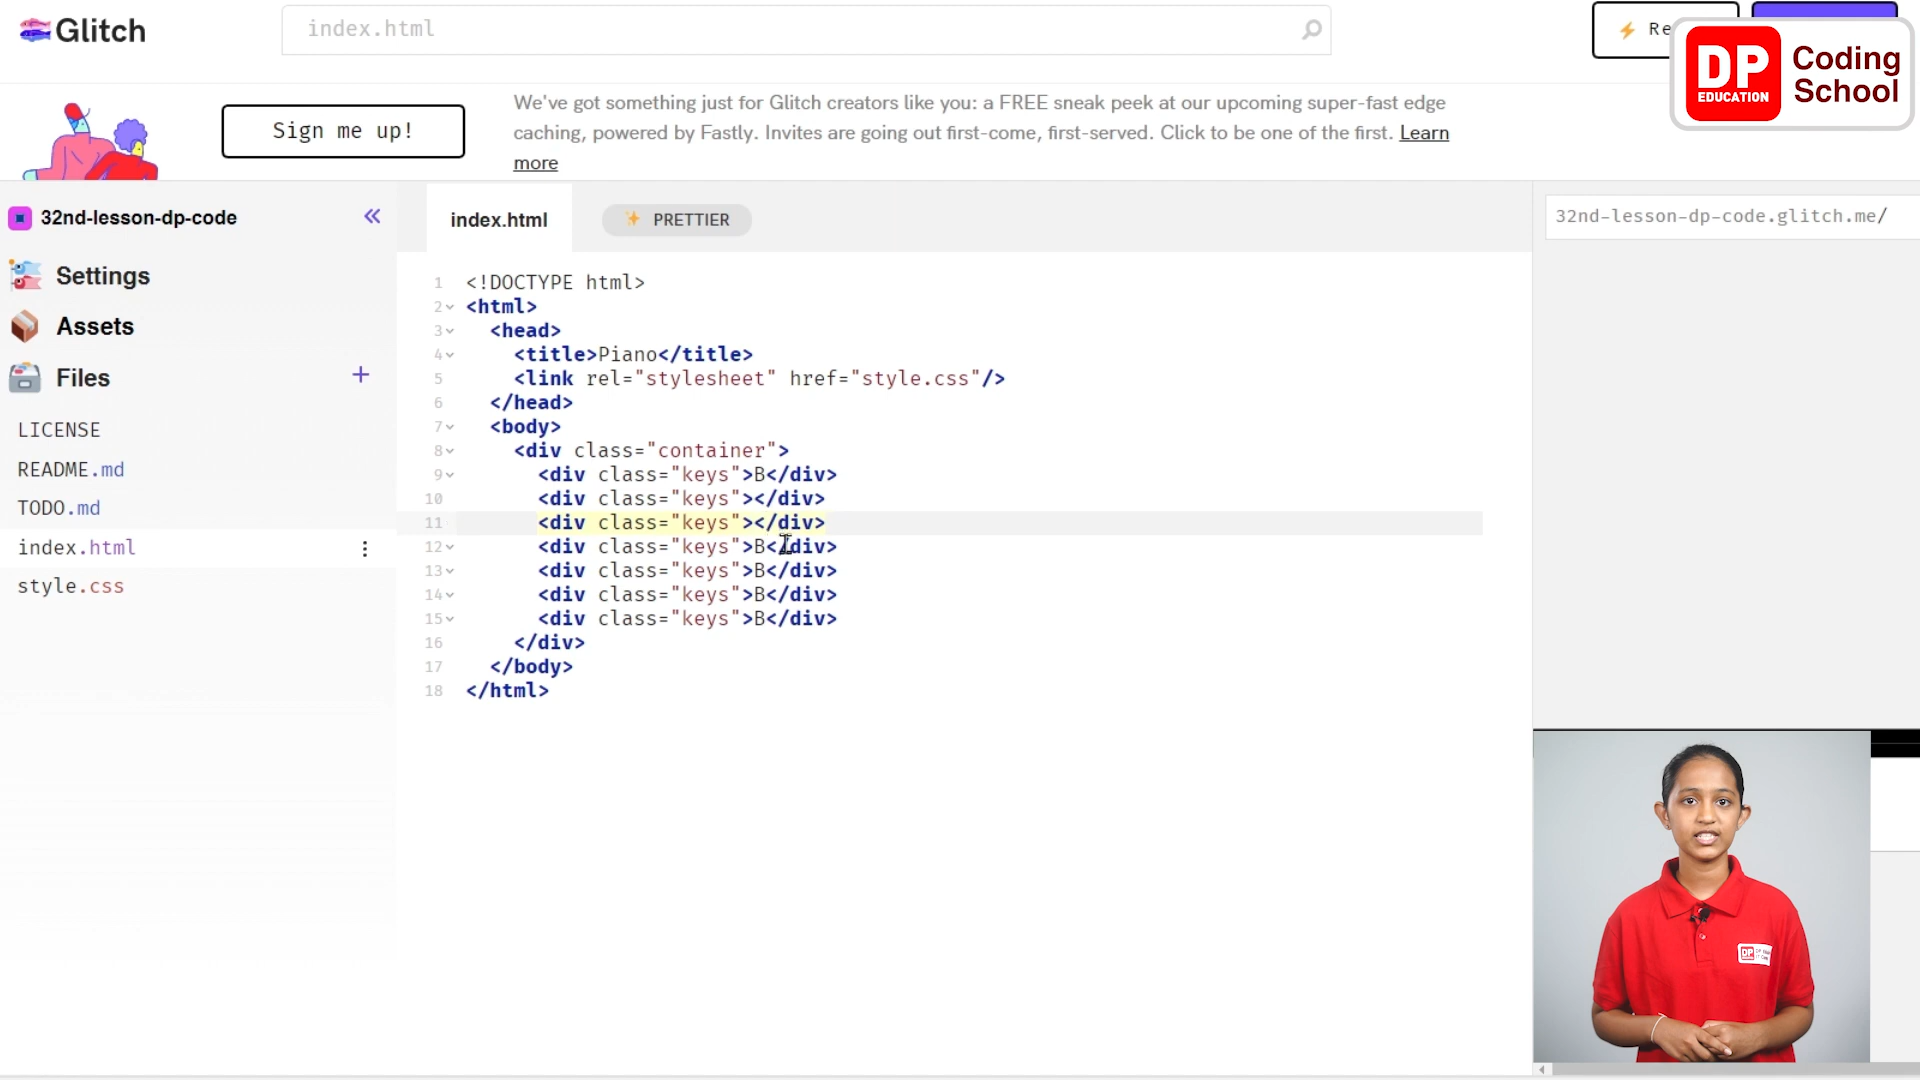 Glitch
index.html
Re
DP
EDUCATION
Coding
School
Sign me up!
We've got something just for Glitch creators like you: a FREE sneak peek at our upcoming super-fast edge
caching, powered by Fastly. Invites are going out first-come, first-served. Click to be one of the first. Learn
more
32nd-lesson-dp-code
Settings
Assets
Files
LICENSE
README.md
TODO.md
index.html
style.css
index.html
PRETTIER
1 <!DOCTYPE html>
2 <html>
3 <head>
4 <title>Piano</title>
5 <link rel="stylesheet" href="style.css"/>
6 </head>
7 <body>
8 <div class="container">
9 <div class="keys">B</div>
10 <div class="keys"></div>
11 <div class="keys"></div>
12 <div class="keys">B</div>
13 <div class="keys">B</div>
14 <div class="keys">B</div>
15 <div class="keys">B</div>
16 </div>
17 </body>
18 </html>
32nd-lesson-dp-code.glitch.me/
DP